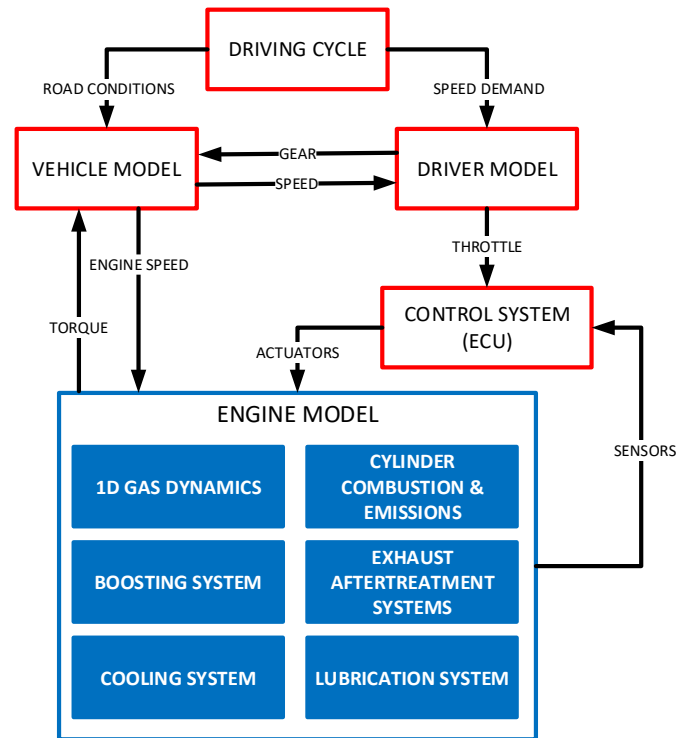 DRIVING CYCLE
ROAD CONDITIONS
SPEED DEMAND
VEHICLE MODEL
GEAR
SPEED
DRIVER MODEL
ENGINE SPEED
THROTTLE
TORQUE
CONTROL SYSTEM
(ECU)
ACTUATORS
SENSORS
ENGINE MODEL
1D GAS DYNAMICS
CYLINDER
COMBUSTION &
EMISSIONS
BOOSTING SYSTEM
EXHAUST
AFTERTREATMENT
SYSTEMS
COOLING SYSTEM
LUBRICATION SYSTEM